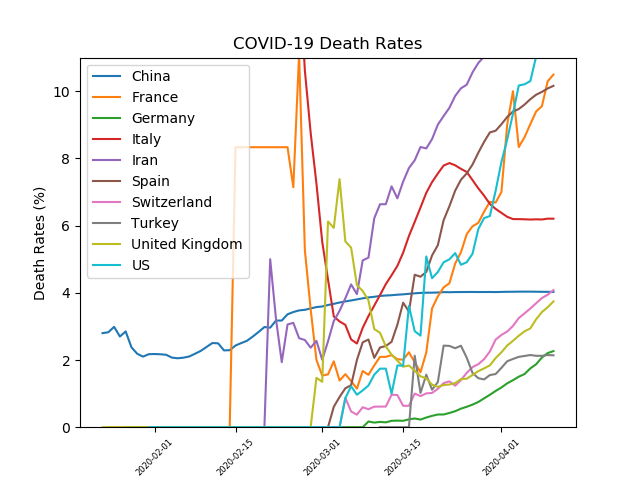 COVID-19 Death Rates
Death Rates (%)
10
8
6
4
2
0
China
France
Germany
Italy
Iran
Spain
Switzerland
Turkey
United Kingdom
US
2020-02-01
2020-02-15
2020-03-01
2020-03-15
2020-04-01